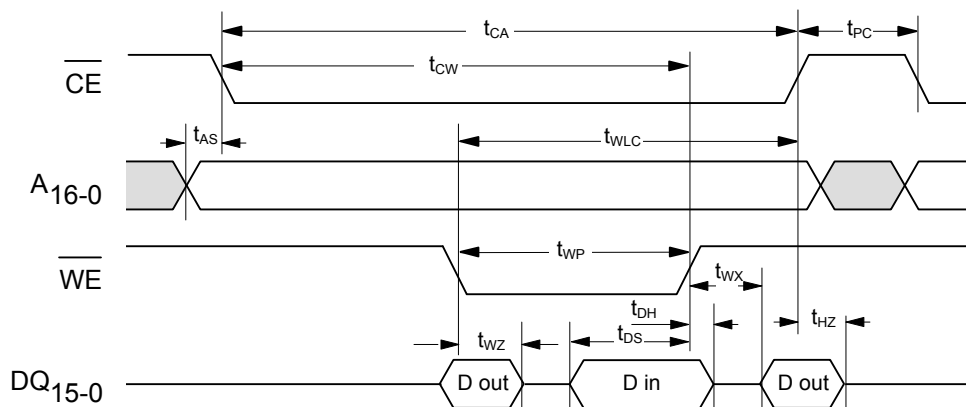 tCA
tPC
CE
tCW
tAS
tWLC
A16-0
WE
tWP
tWX
tDH
tHZ
tWZ
tDS
DQ15-0
D out
D in
D out